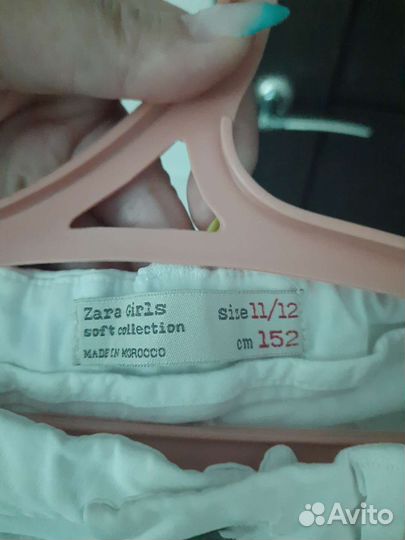 Zara Girls
soft collection
MADE IN MOROCCO
Size 11/12
cm 152
Avito